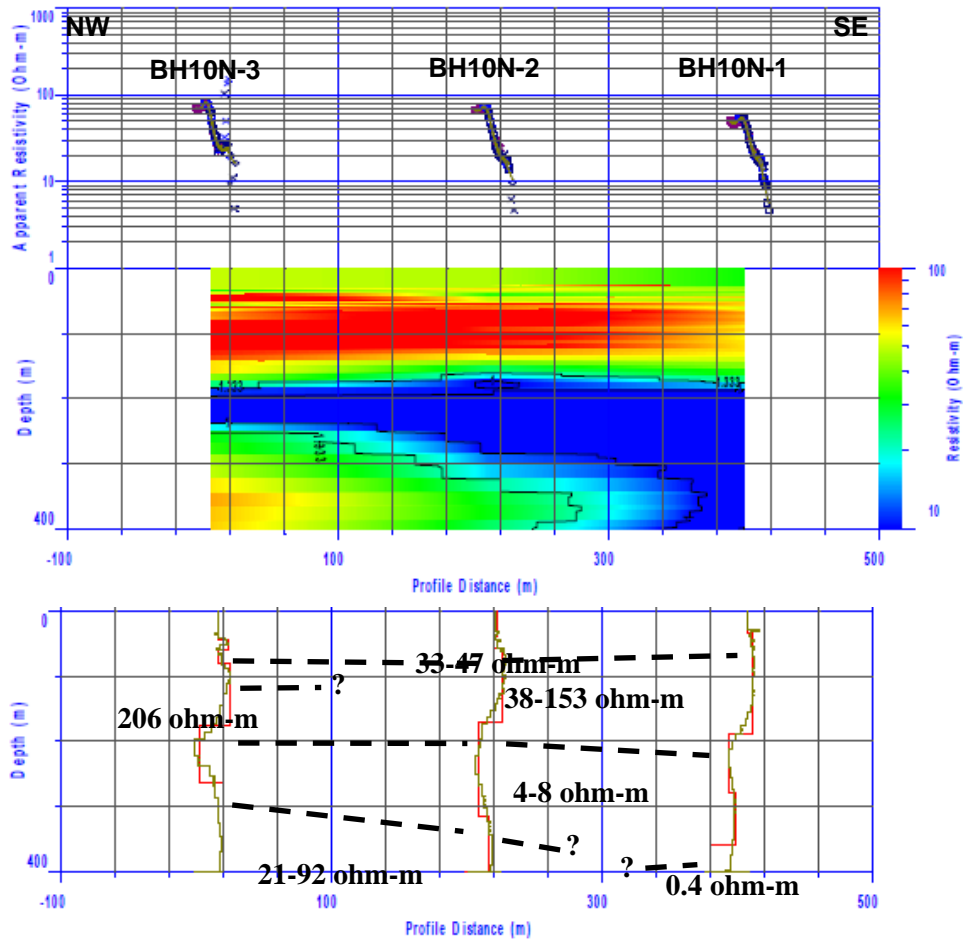 1000
NW
SE
BH10N-3
BH10N-2
BH10N-1
100
10
1
Apparent Resistivity (Ohm-m)
0
400
Depth (m)
-100
100
300
500
Profile Distance (m)
100
10
Resistivity (Ohm-m)
0
33-47 ohm-m
?
38-153 ohm-m
206 ohm-m
4-8 ohm-m
?
?
21-92 ohm-m
0.4 ohm-m
400
Depth (m)
-100
100
300
500
Profile Distance (m)